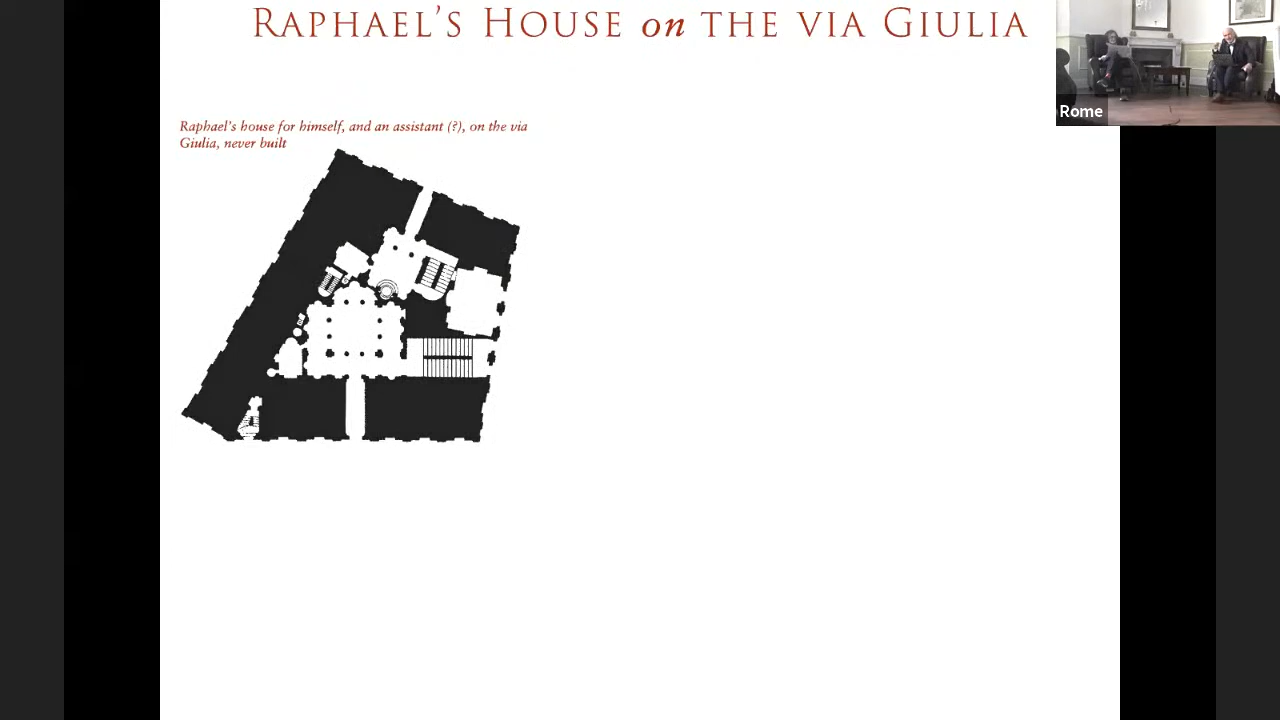 RAPHAEL'S HOUSE on THE VIA GIULIA
Raphael's house for himself, and an assistant (?), on the via
Giulia, never built
Rome